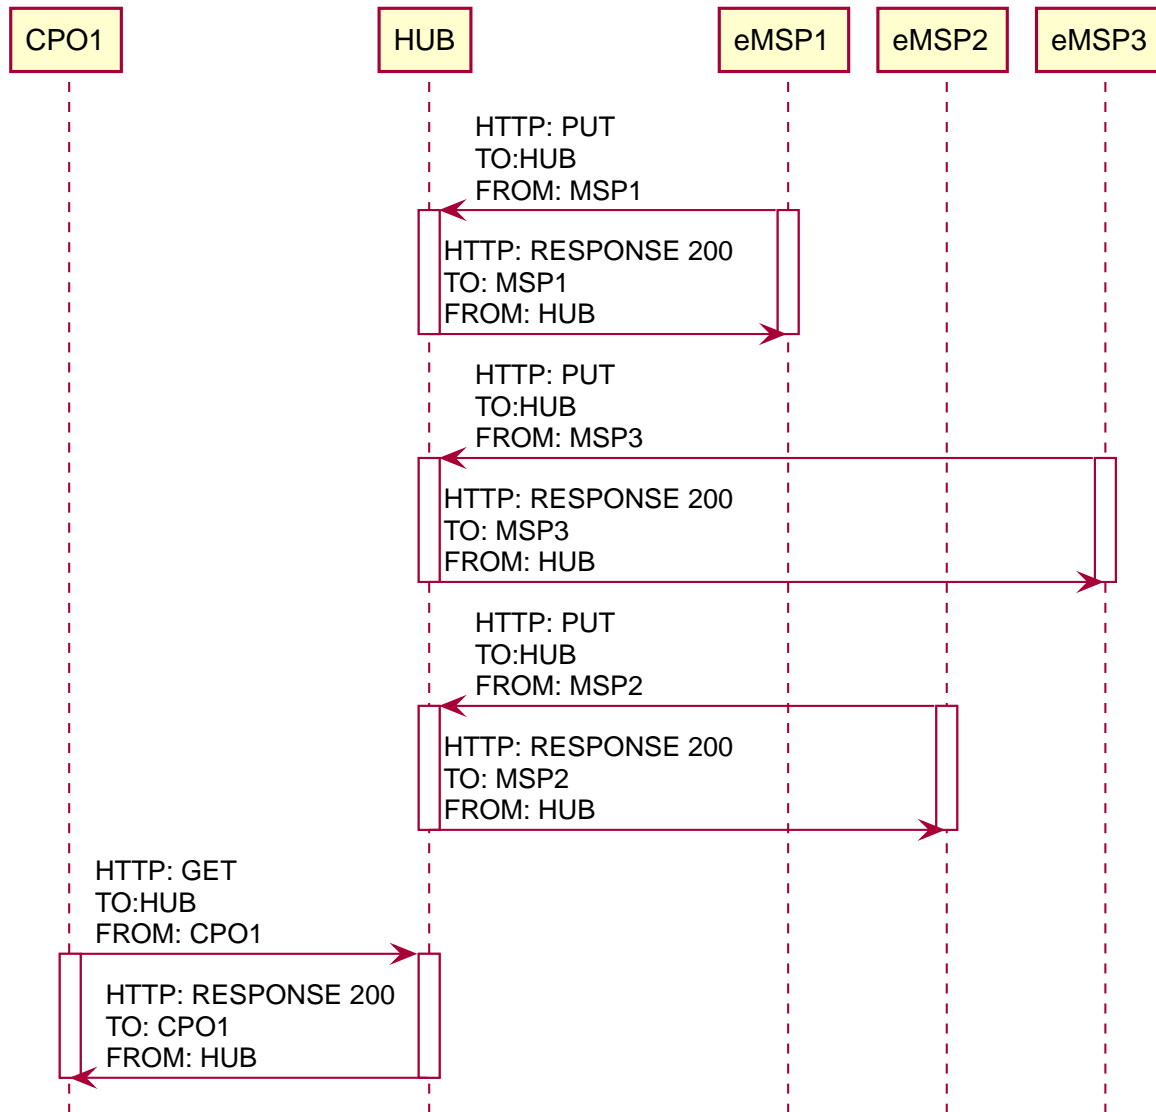 CPO1
HUB
eMSP1
eMSP2
eMSP3
HTTP: PUT
TO:HUB
FROM: MSP1
HTTP: RESPONSE 200
TO: MSP1
FROM: HUB
HTTP: PUT
TO:HUB
FROM: MSP3
HTTP: RESPONSE 200
TO: MSP3
FROM: HUB
HTTP: PUT
TO:HUB
FROM: MSP2
HTTP: RESPONSE 200
TO: MSP2
FROM: HUB
HTTP: GET
TO:HUB
FROM: CPO1
HTTP: RESPONSE 200
TO: CPO1
FROM: HUB